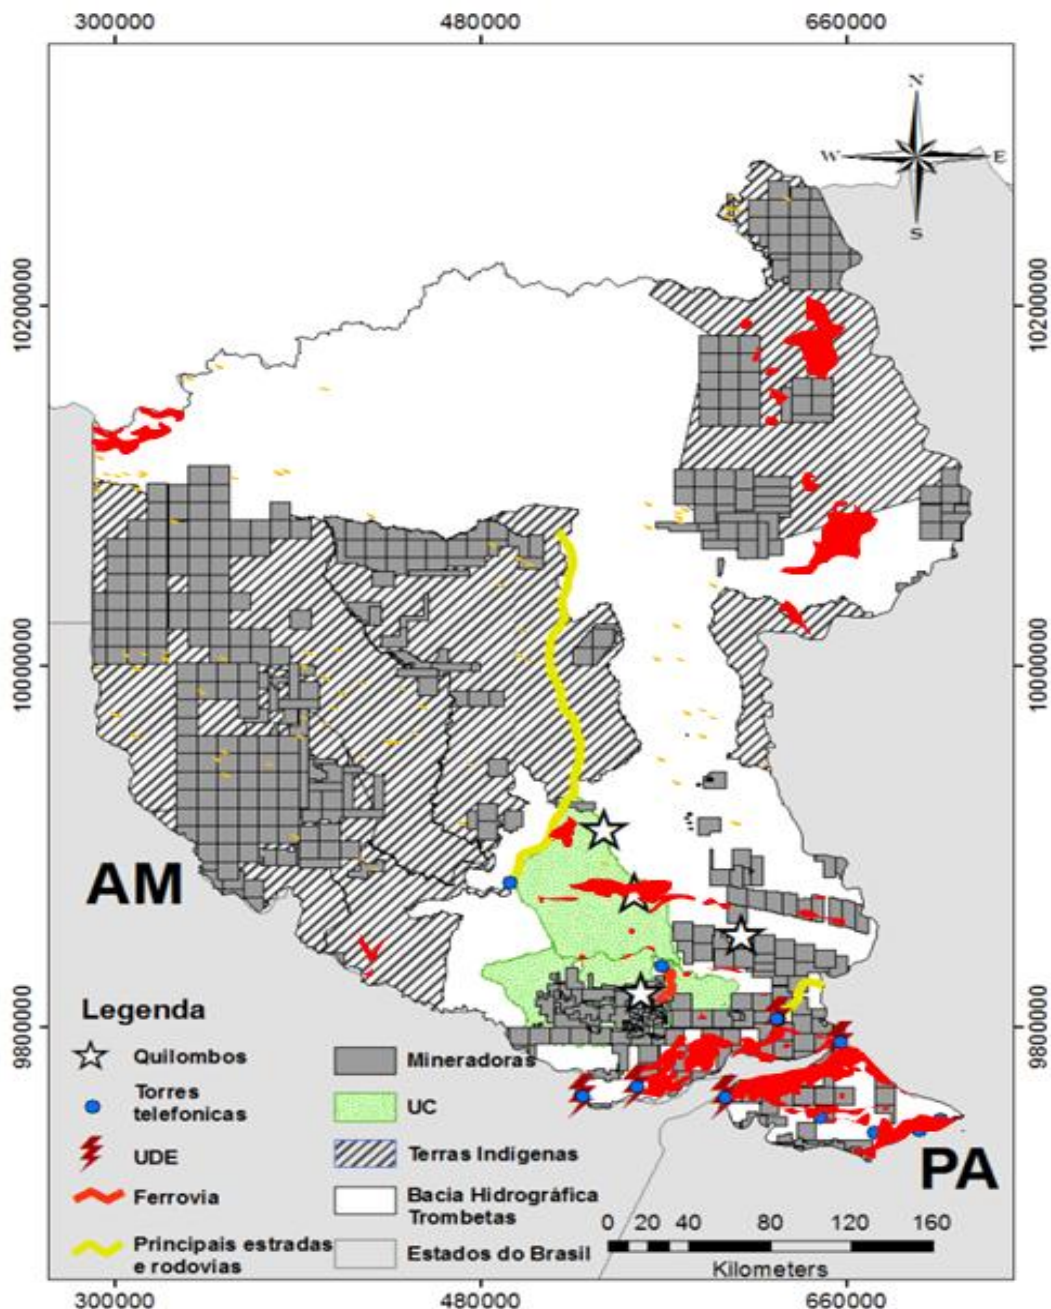 300000 480000 660000
N
W E
S
10200000 10200000
10000000 10000000
AM
9800000 9800000
PA
Legenda
Quilombos
Torres
telefonicas
UDE
Ferrovia
Principais estradas
e rodovias
Mineradoras
UC
Terras Indígenas
Bacia Hidrográfica
Trombetas
Estados do Brasil
0 20 40 80 120 160
Kilometers
300000 480000 660000